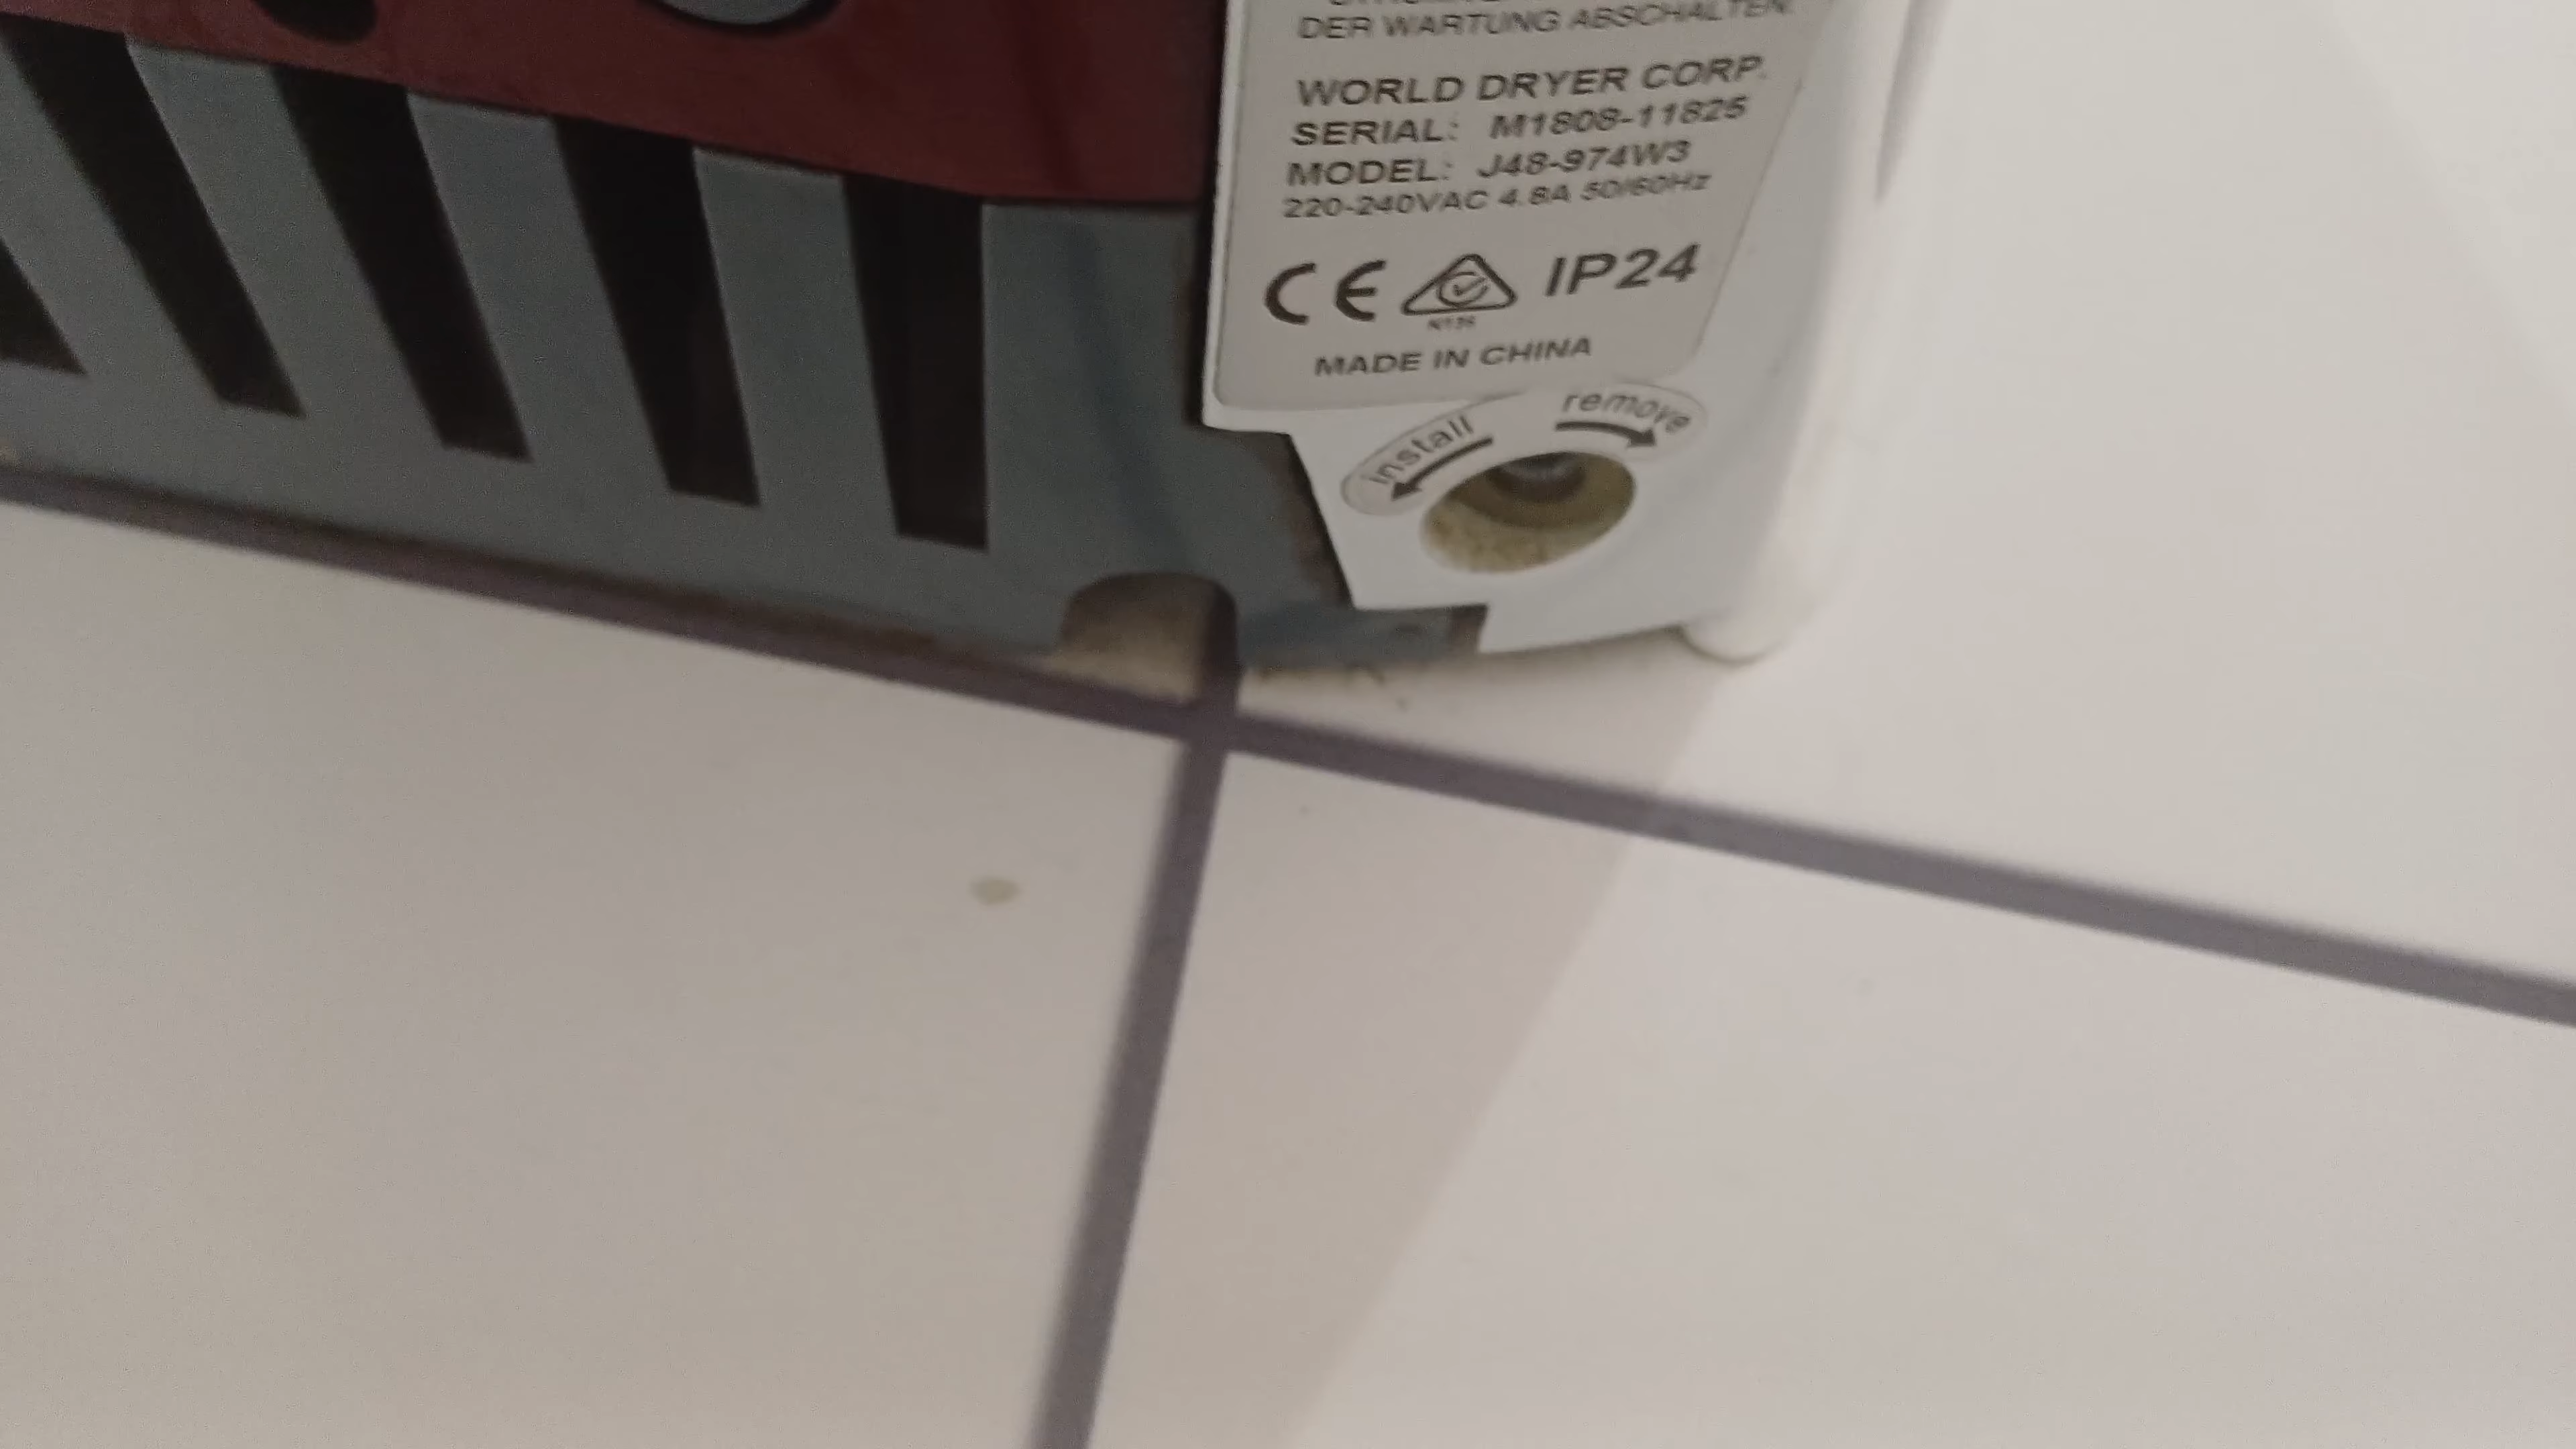 DER WARTUNG ABSCHALTEN.
WORLD DRYER CORP.
SERIAL: M1808-11825
MODEL: J48-974W3
220-240VAC 4.8A 50/60Hz
CE IP24
N136
MADE IN CHINA
install remove